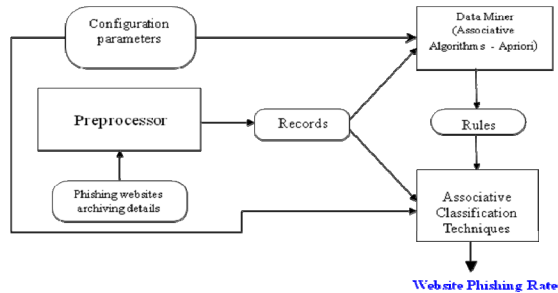 Configuration
parameters
Data Miner
(Associative
Algorithms - Apriori)
Preprocessor
Records
Rules
Phishing websites
archiving details
Associative
Classification
Techniques
Website Phishing Rate